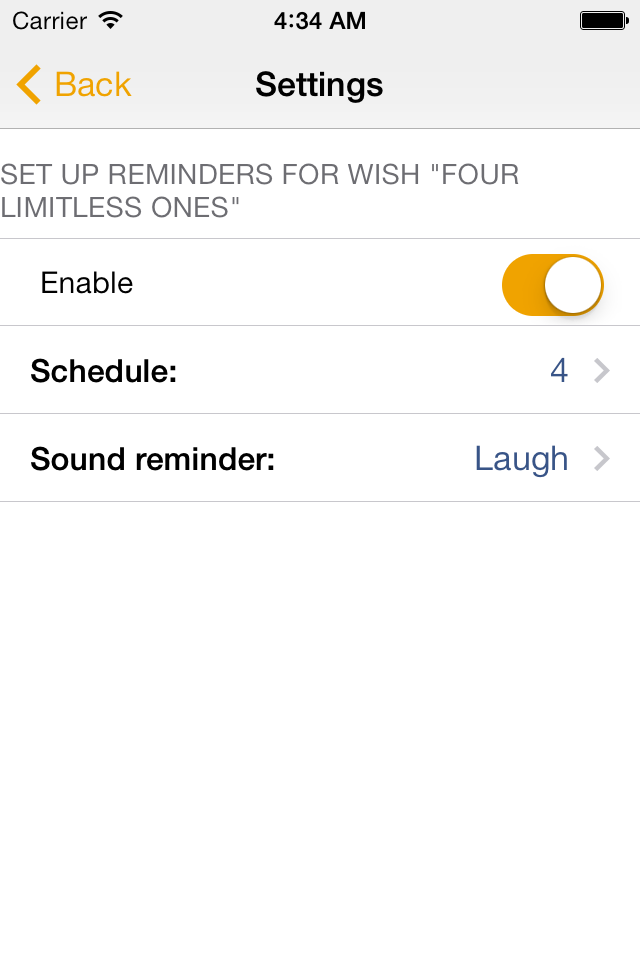 Carrier 4:34 AM
Back Settings
SET UP REMINDERS FOR WISH "FOUR
LIMITLESS ONES"
Enable
Schedule: 4
Sound reminder: Laugh